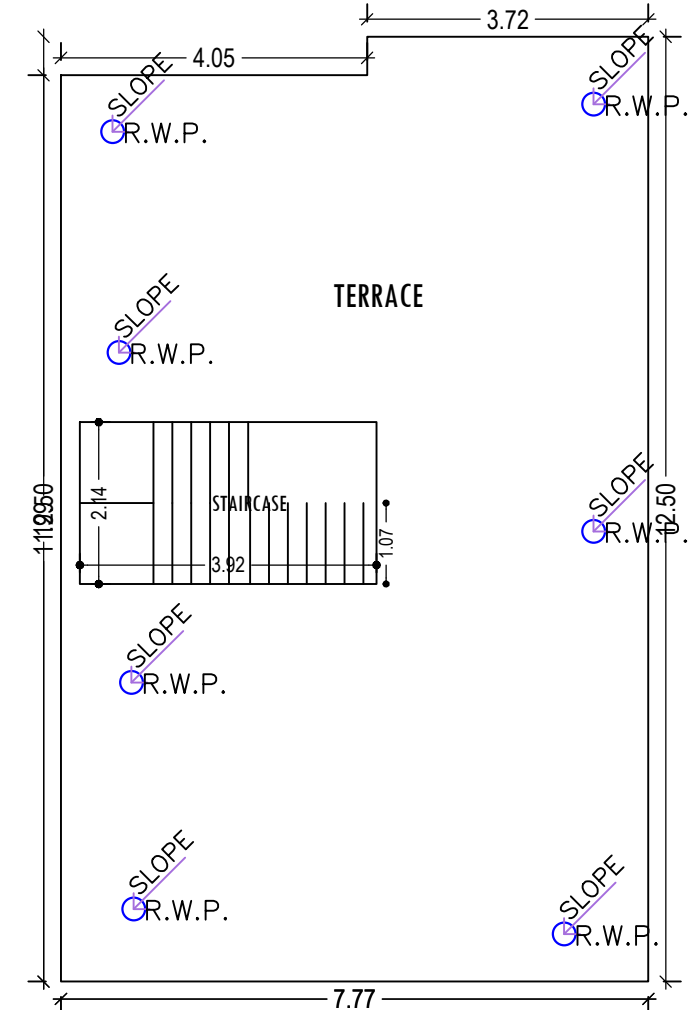 3.72
4.05
SLOPE
R.W.P.
SLOPE
R.W.P.
TERRACE
SLOPE
R.W.P.
2.14
STAIRCASE
3.92
1.07
SLOPE
R.W.P.
12.50
SLOPE
R.W.P.
SLOPE
R.W.P.
SLOPE
R.W.P.
7.77